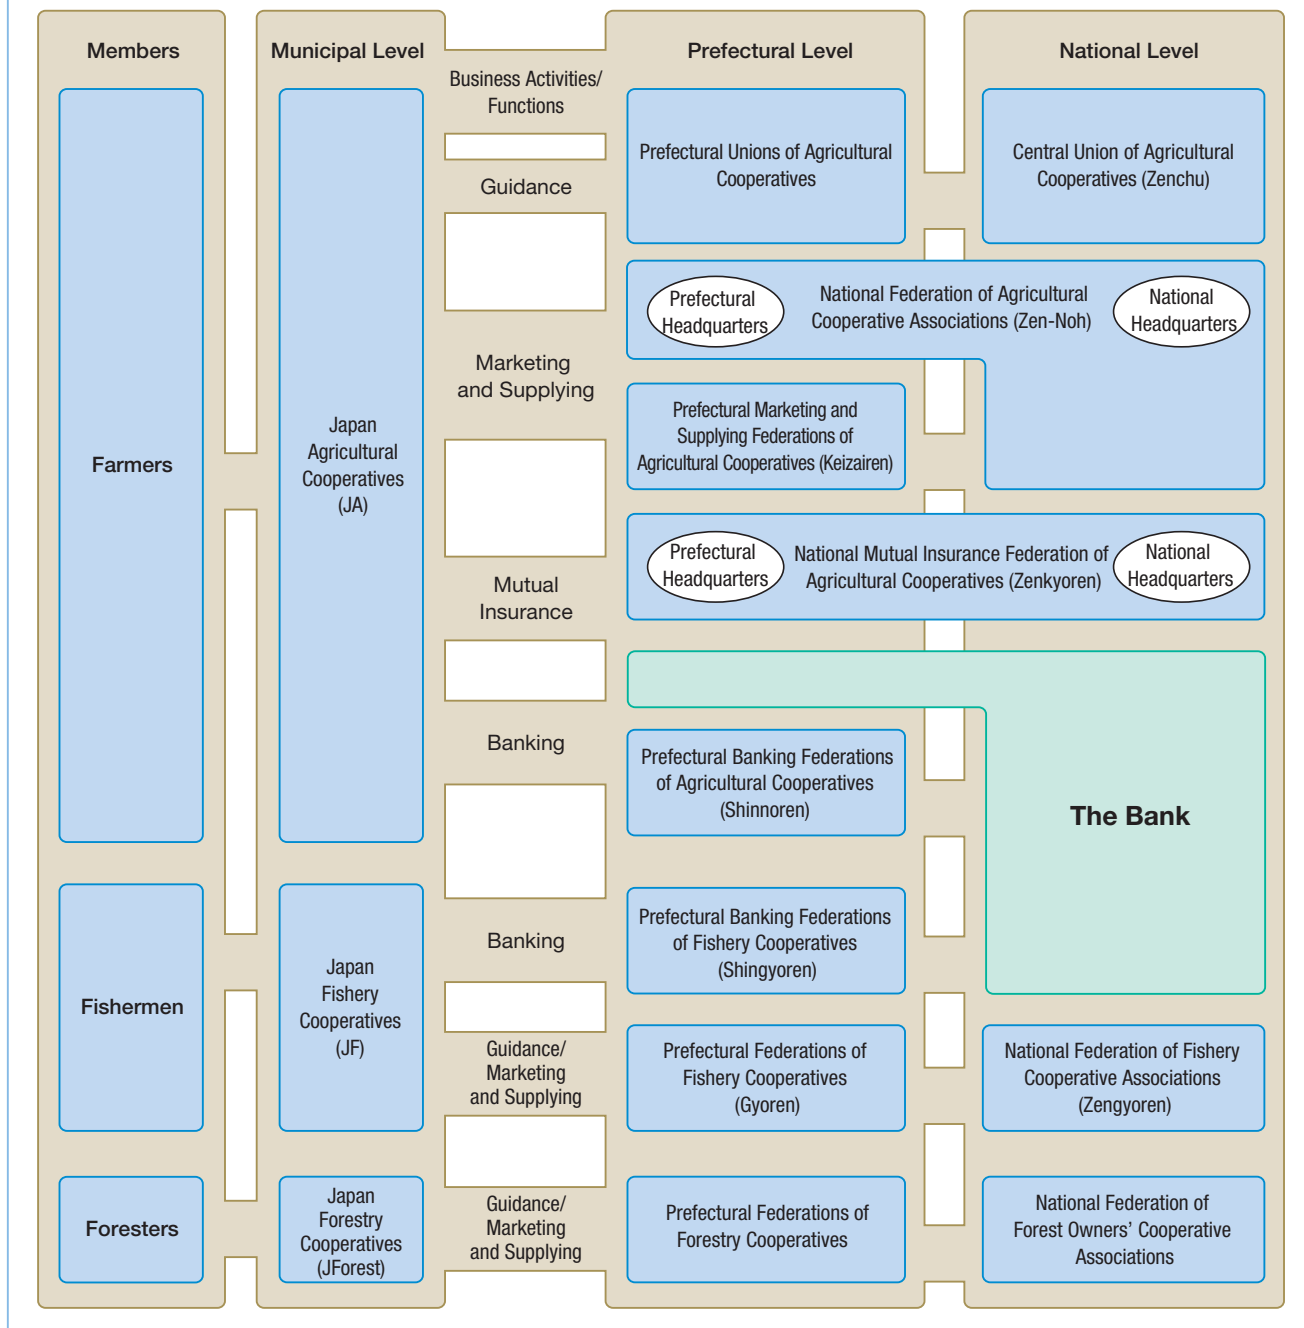 Members
Municipal Level
Business Activities/
Functions
Prefectural Level
National Level
Farmers
Japan
Agricultural
Cooperatives
(JA)
Guidance
Prefectural Unions of Agricultural
Cooperatives
Central Union of Agricultural
Cooperatives (Zenchu)
Marketing
and Supplying
Prefectural
Headquarters
National Federation of Agricultural
Cooperative Associations (Zen-Noh)
National
Headquarters
Prefectural Marketing and
Supplying Federations of
Agricultural Cooperatives (Keizairen)
Mutual
Insurance
Prefectural
Headquarters
National Mutual Insurance Federation of
Agricultural Cooperatives (Zenkyoren)
National
Headquarters
Banking
Prefectural Banking Federations
of Agricultural Cooperatives
(Shinnoren)
The Bank
Fishermen
Japan
Fishery
Cooperatives
(JF)
Banking
Prefectural Banking Federations
of Fishery Cooperatives
(Shingyoren)
Guidance/
Marketing
and Supplying
Prefectural Federations of
Fishery Cooperatives
(Gyoren)
National Federation of Fishery
Cooperative Associations
(Zengyoren)
Foresters
Japan
Forestry
Cooperatives
(JForest)
Guidance/
Marketing
and Supplying
Prefectural Federations of
Forestry Cooperatives
National Federation of
Forest Owners’ Cooperative
Associations